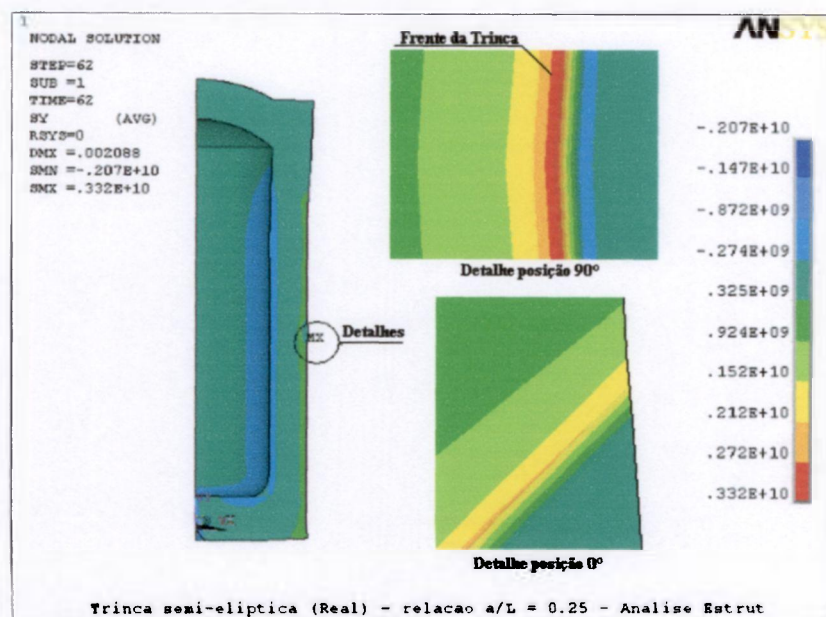 1
NODAL SOLUTION
STEP=62
SUB =1
TIME=62
SY (AVG)
RSYS=0
DMX =.002088
SMN =-.207E+10
SMX =.332E+10
ANSYS
Frente da Trinca
Detalhe posição 90º
MX
Detalhes
Detalhe posição 0º
-.207E+10
-.147E+10
-.872E+09
-.274E+09
.325E+09
.924E+09
.152E+10
.212E+10
.272E+10
.332E+10
Trinca semi-eliptica (Real) - relacao a/L = 0.25 - Analise Estrut